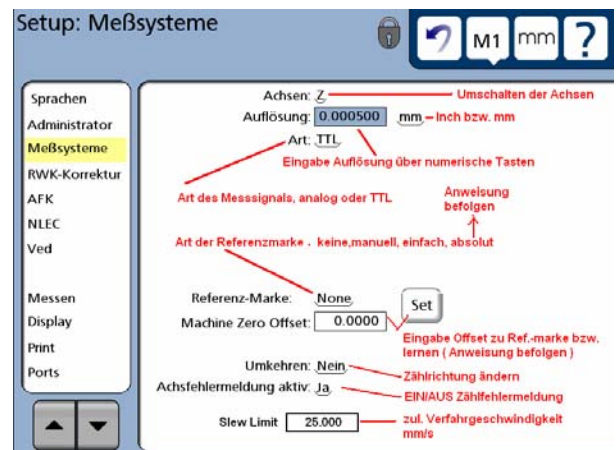 Setup: Meßsysteme
M1 mm ?
Sprachen
Administrator
Meßsysteme
RWK-Korrektur
AFK
NLEC
Ved
Messen
Display
Print
Ports
Achsen: Z Umschalten der Achsen
Auflösung: 0.000500 mm Inch bzw. mm
Art: TTL
Eingabe Auflösung über numerische Tasten
Art des Messsignals, analog oder TTL
Anweisung
befolgen
Art der Referenzmarke . keine,manuell, einfach, absolut
Referenz-Marke: None Set
Machine Zero Offset: 0.0000
Eingabe Offset zu Ref.-marke bzw.
lernen ( Anweisung befolgen )
Umkehren: Nein Zählrichtung ändern
Achsfehlermeldung aktiv: Ja EIN/AUS Zählfehlermeldung
Slew Limit 25.000 zul. Verfahrgeschwindigkeit
mm/s